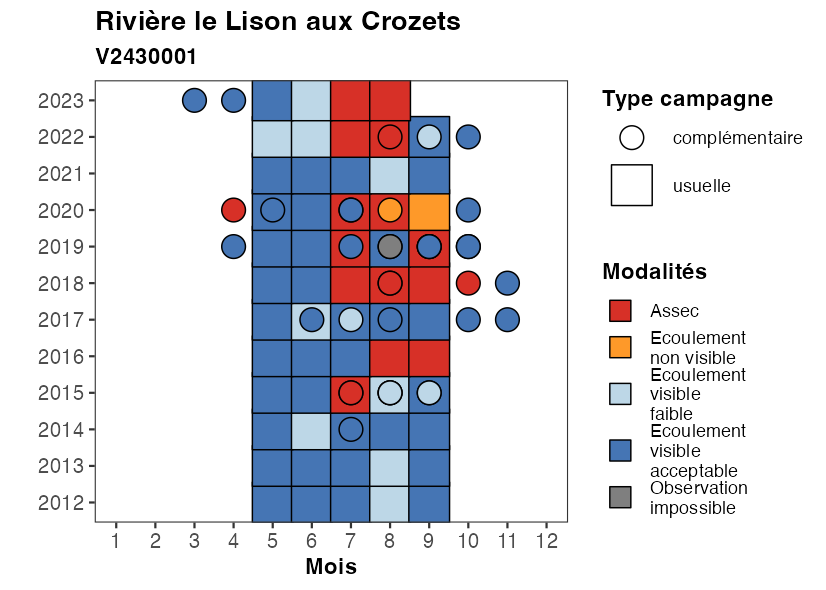 Rivière le Lison aux Crozets
V2430001
2023
2022
2021
2020
2019
2018
2017
2016
2015
2014
2013
2012
1 2 3 4 5 6 7 8 9 10 11 12
Mois
Type campagne
complémentaire
usuelle
Modalités
Assec
Ecoulement
non visible
Ecoulement
visible
faible
Ecoulement
visible
acceptable
Observation
impossible